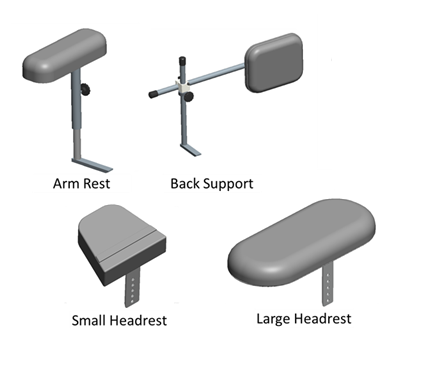 Arm Rest
Back Support
Small Headrest
Large Headrest